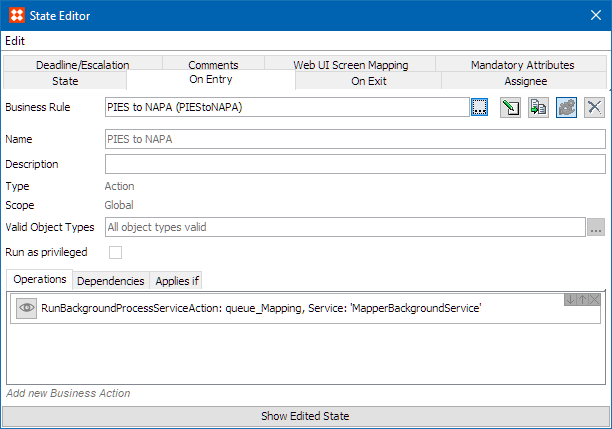 State Editor
Edit
Deadline/Escalation Comments Web UI Screen Mapping Mandatory Attributes
State On Entry On Exit Assignee
Business Rule PIES to NAPA (PIEStoNAPA) ...
Name PIES to NAPA
Description
Type Action
Scope Global
Valid Object Types All object types valid ...
Run as privileged
Operations Dependencies Applies if
RunBackgroundProcessServiceAction: queue_Mapping, Service: 'MapperBackgroundService'
Add new Business Action
Show Edited State